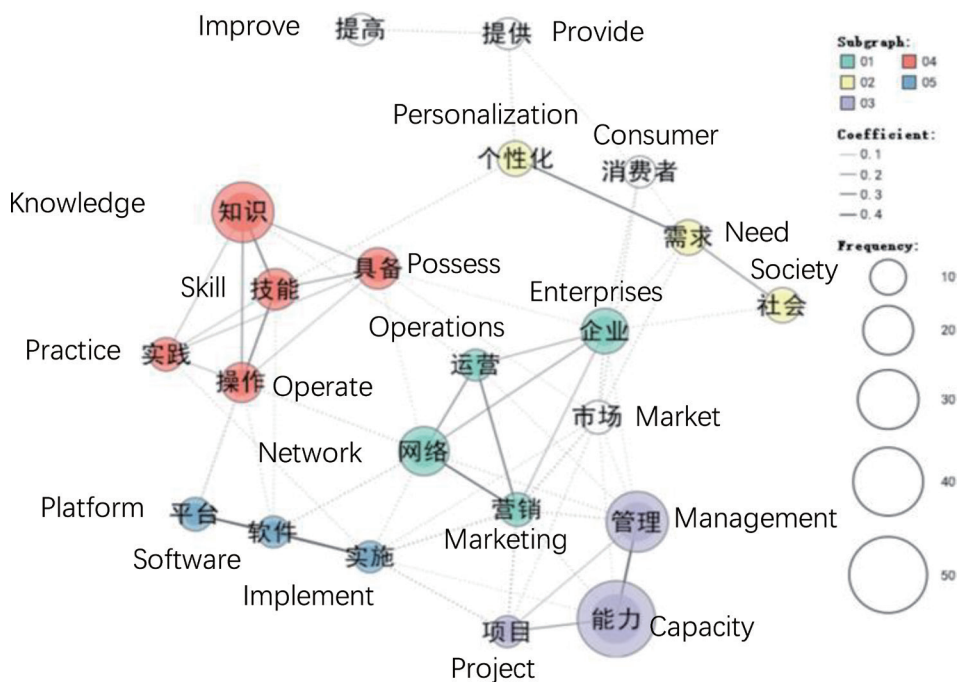 Improve 提高 提供 Provide
Personalization
个性化
Consumer
消费者
Knowledge 知识
需求 Need
Skill 技能
具备 Possess
Society
社会
Enterprises
企业
Operations
运营
Practice 实践
操作 Operate
市场 Market
Network 网络
Platform 平台
营销
Marketing
管理 Management
Software
软件
实施
Implement
能力 Capacity
项目
Project
Subgraph:
01 04
02 05
03
Coefficient:
0.1
0.2
0.3
0.4
Frequency:
10
20
30
40
50